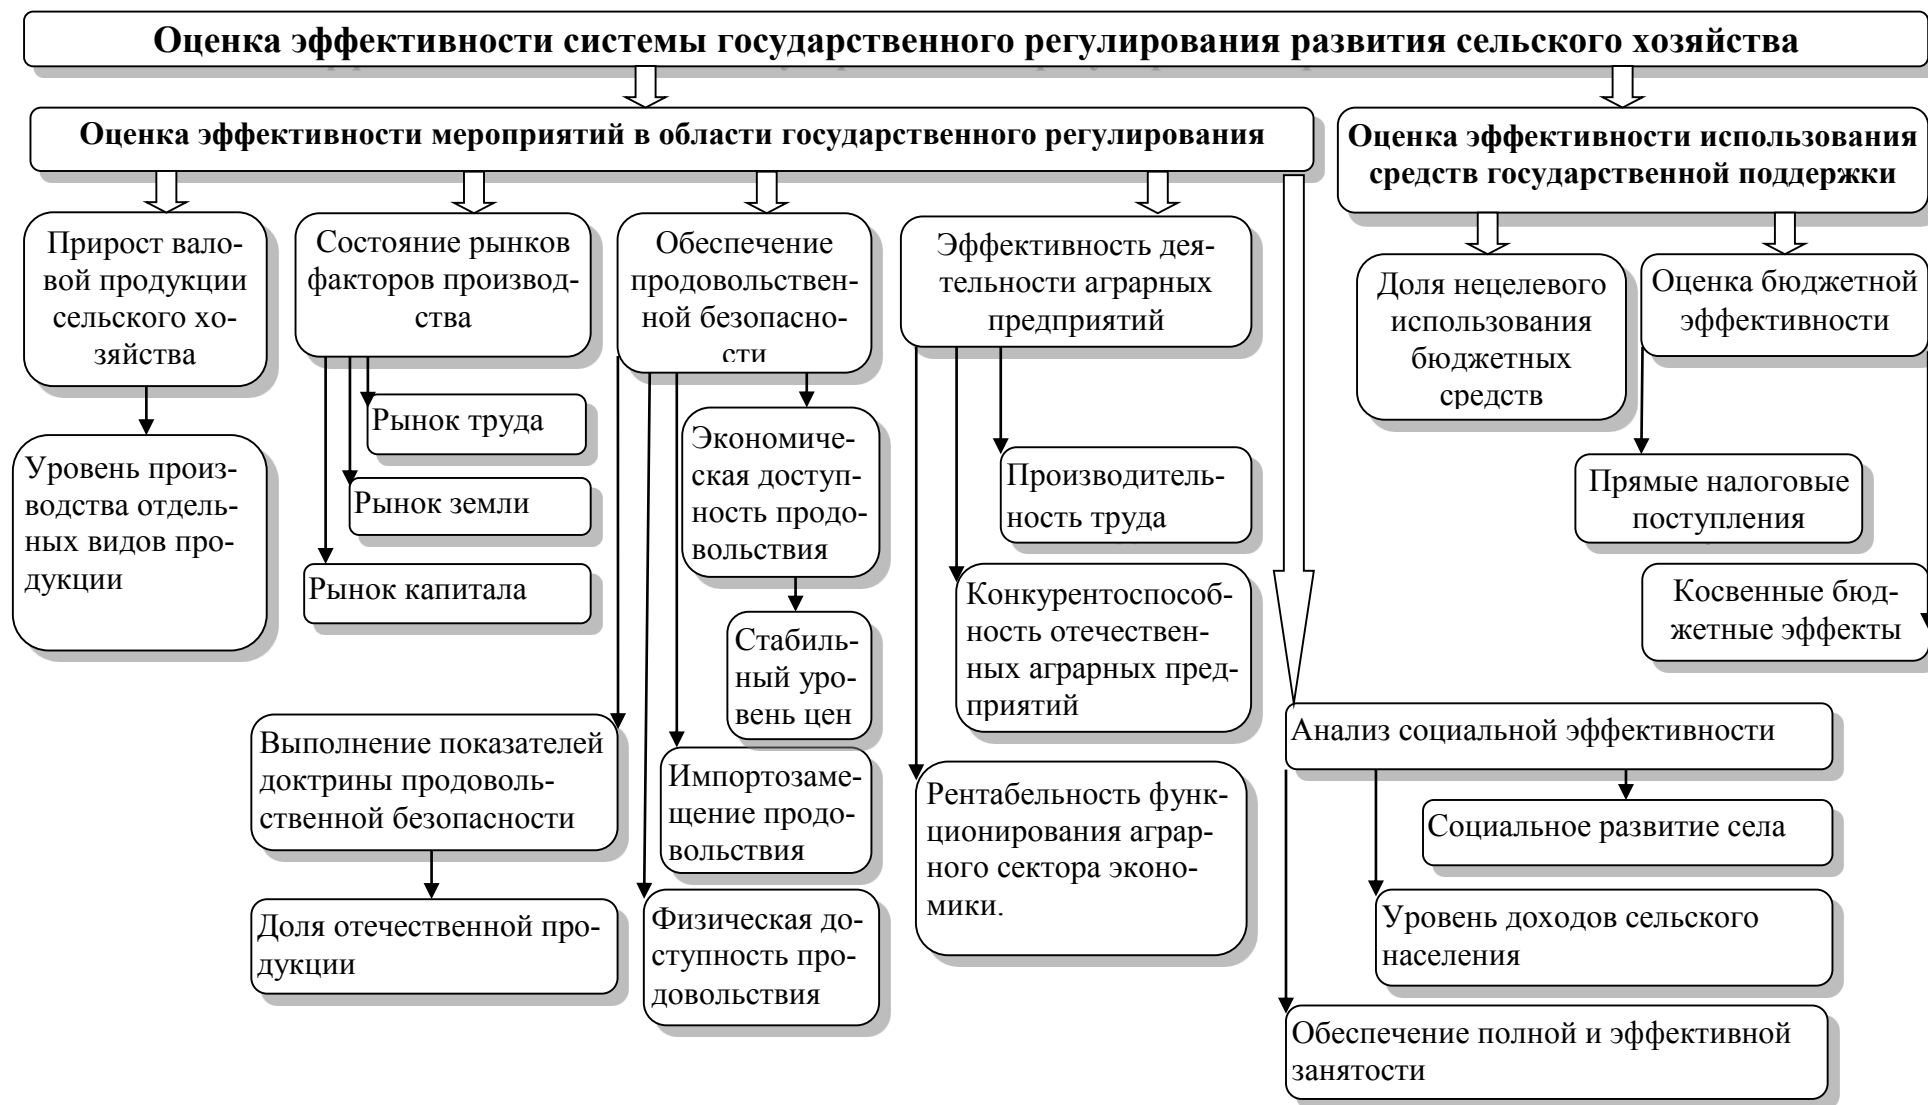 Оценка эффективности системы государственного регулирования развития сельского хозяйства
Оценка эффективности мероприятий в области государственного регулирования
Оценка эффективности использования
средств государственной поддержки
Прирост вало-
вой продукции
сельского хо-
зяйства
Состояние рынков
факторов производ-
ства
Обеспечение
продовольствен-
ной безопасно-
сти
Эффективность дея-
тельности аграрных
предприятий
Доля нецелевого
использования
бюджетных
средств
Оценка бюджетной
эффективности
Уровень произ-
водства отдель-
ных видов про-
дукции
Рынок труда
Рынок земли
Рынок капитала
Экономиче-
ская доступ-
ность продо-
вольствия
Стабиль-
ный уро-
вень цен
Производитель-
ность труда
Конкурентоспособ-
ность отечествен-
ных аграрных пред-
приятий
Прямые налоговые
поступления
Косвенные бюд-
жетные эффекты
Выполнение показателей
доктрины продоволь-
ственной безопасности
Импортозаме-
щение продо-
вольствия
Рентабельность функ-
ционирования аграр-
ного сектора эконо-
мики.
Анализ социальной эффективности
Социальное развитие села
Доля отечественной про-
дукции
Физическая до-
ступность про-
довольствия
Уровень доходов сельского
населения
Обеспечение полной и эффективной
занятости